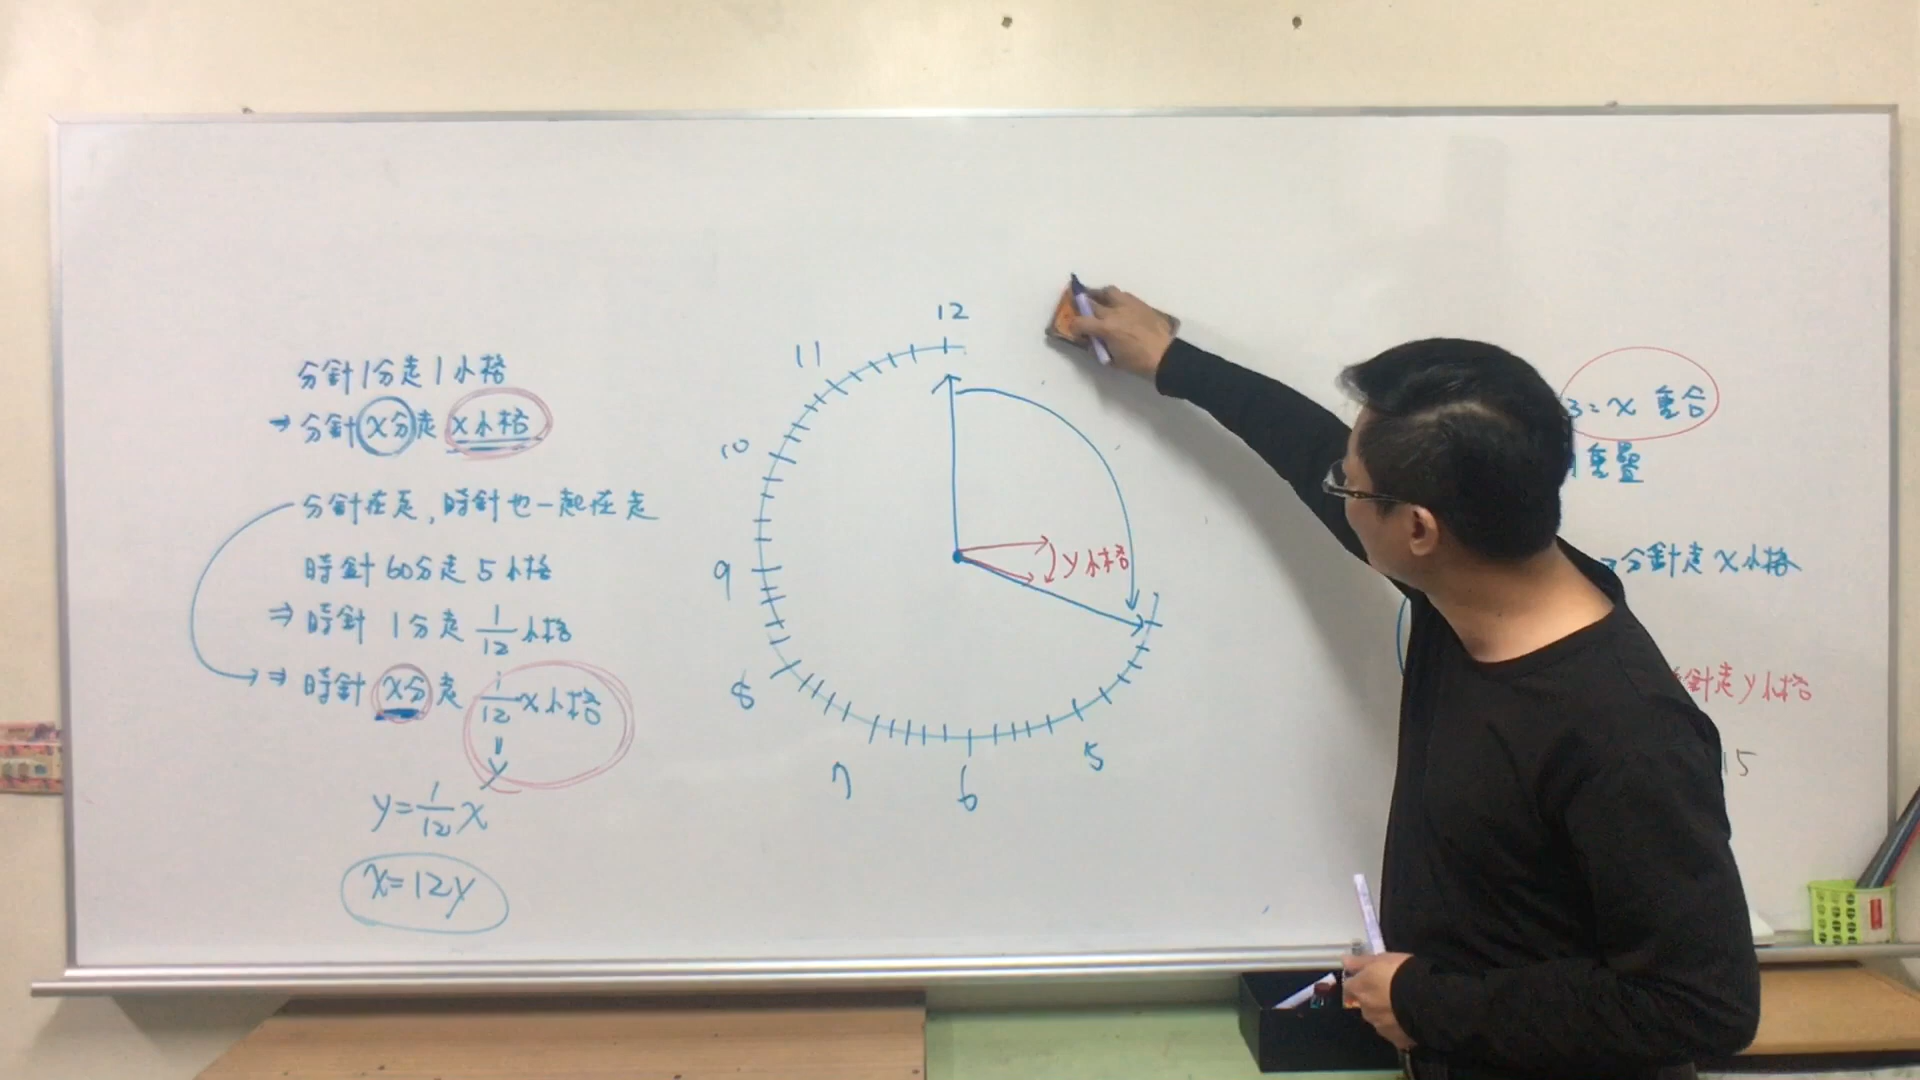 分針1分走1小格
→分針x分走x小格
分針在走,時針也一起在走
時針60分走5小格
⇒時針 1分走 1/12 小格
⇒時針 x分走 1/12 x小格
||
y
y=1/12 x
x=12y
12
11
10
9
8
7
6
5
y小格
3:x 重合
重疊
分針走x小格
針走y小格
15